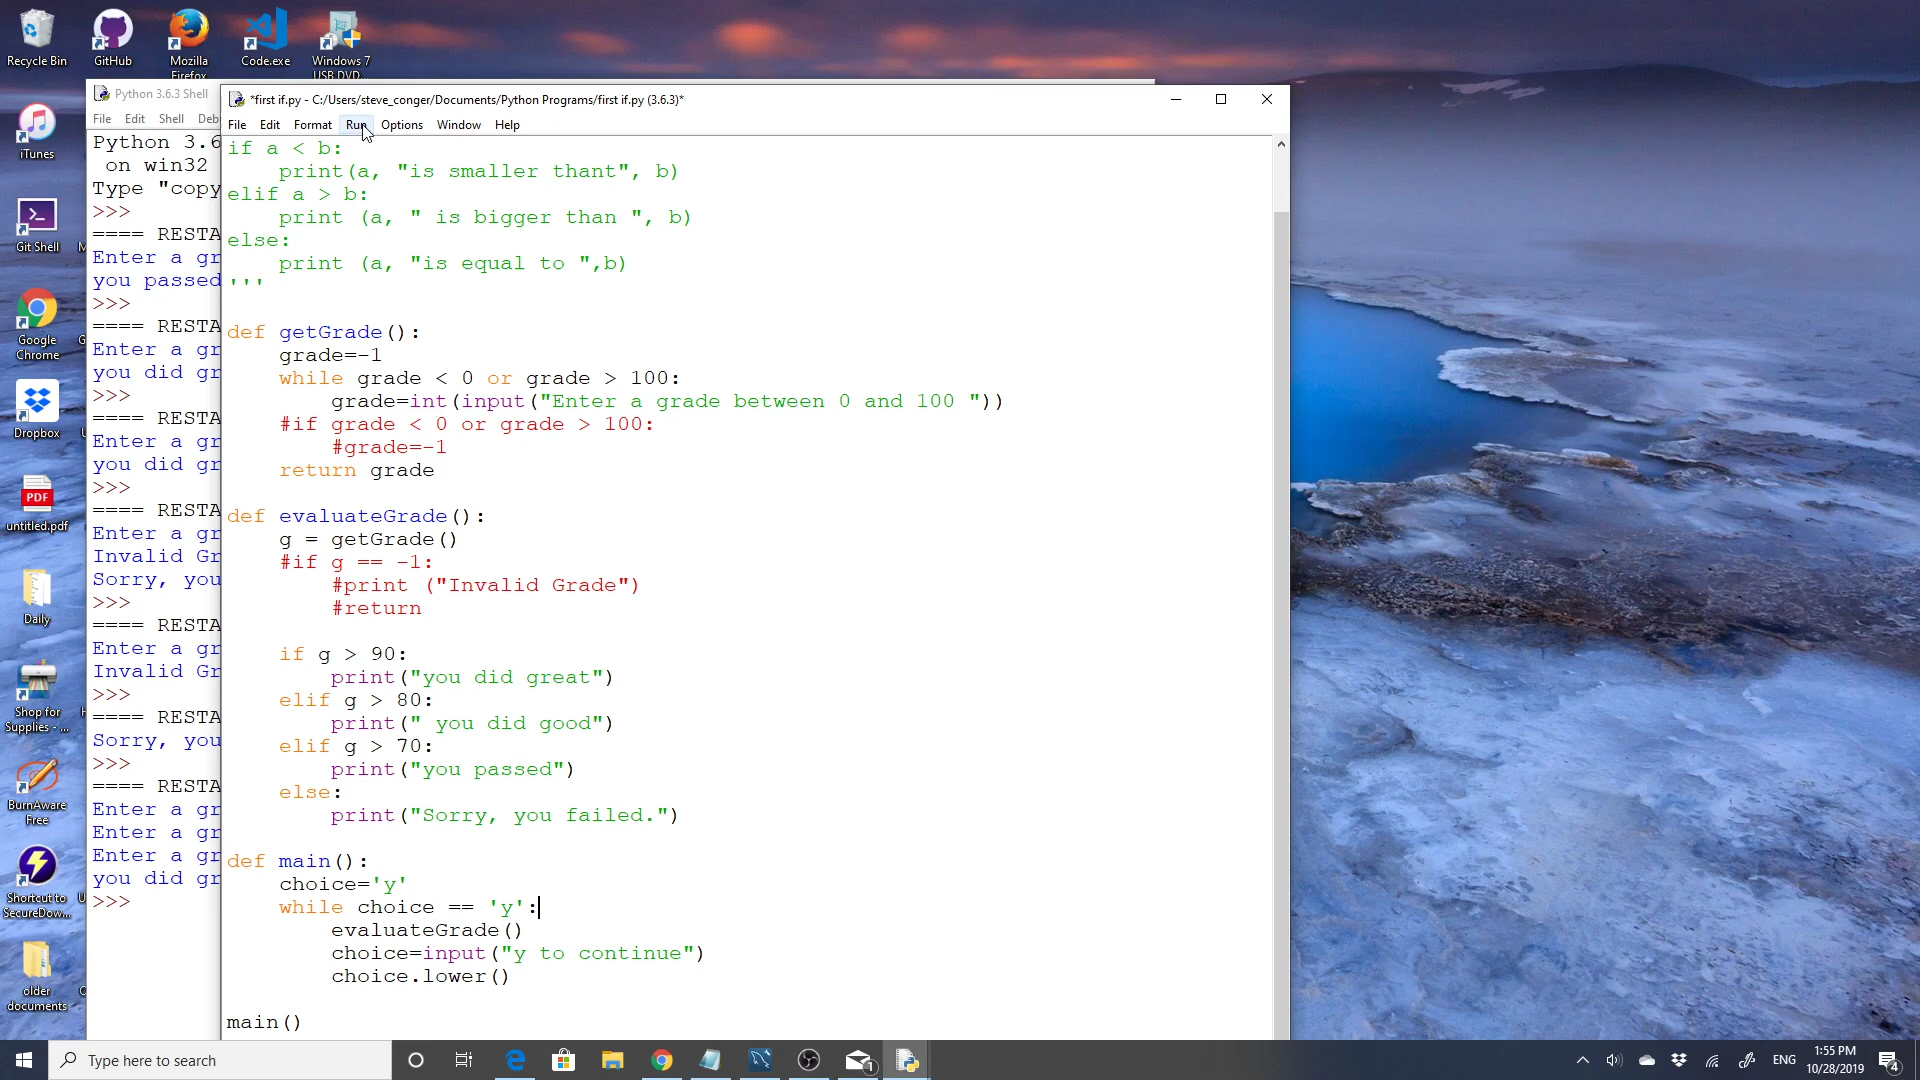 Recycle Bin
GitHub
Mozilla
Firefox
Code.exe
Windows 7
USB DVD...
iTunes
Git Shell
Google
Chrome
Dropbox
PDF
untitled.pdf
Daily
Shop for
Supplies - ...
BurnAware
Free
Shortcut to
SecureDow...
older
documents
Python 3.6.3 Shell
File Edit Shell Deb
Python 3.6
on win32
Type "copy
>>>
==== RESTA
Enter a gr
you passed
>>>
==== RESTA
Enter a gr
you did gr
>>>
==== RESTA
Enter a gr
you did gr
>>>
==== RESTA
Enter a gr
Invalid Gr
Sorry, you
>>>
==== RESTA
Enter a gr
Invalid Gr
>>>
==== RESTA
Sorry, you
>>>
==== RESTA
Enter a gr
Enter a gr
Enter a gr
you did gr
>>>
*first if.py - C:/Users/steve_conger/Documents/Python Programs/first if.py (3.6.3)*
File Edit Format Run Options Window Help
if a < b:
    print(a, "is smaller thant", b)
elif a > b:
    print (a, " is bigger than ", b)
else:
    print (a, "is equal to ",b)
'''
def getGrade():
    grade=-1
    while grade < 0 or grade > 100:
        grade=int(input("Enter a grade between 0 and 100 "))
    #if grade < 0 or grade > 100:
        #grade=-1
    return grade
def evaluateGrade():
    g = getGrade()
    #if g == -1:
        #print ("Invalid Grade")
        #return
    if g > 90:
        print("you did great")
    elif g > 80:
        print(" you did good")
    elif g > 70:
        print("you passed")
    else:
        print("Sorry, you failed.")
def main():
    choice='y'
    while choice == 'y':
        evaluateGrade()
        choice=input("y to continue")
        choice.lower()
main()
Type here to search
1
ENG
1:55 PM
10/28/2019
4